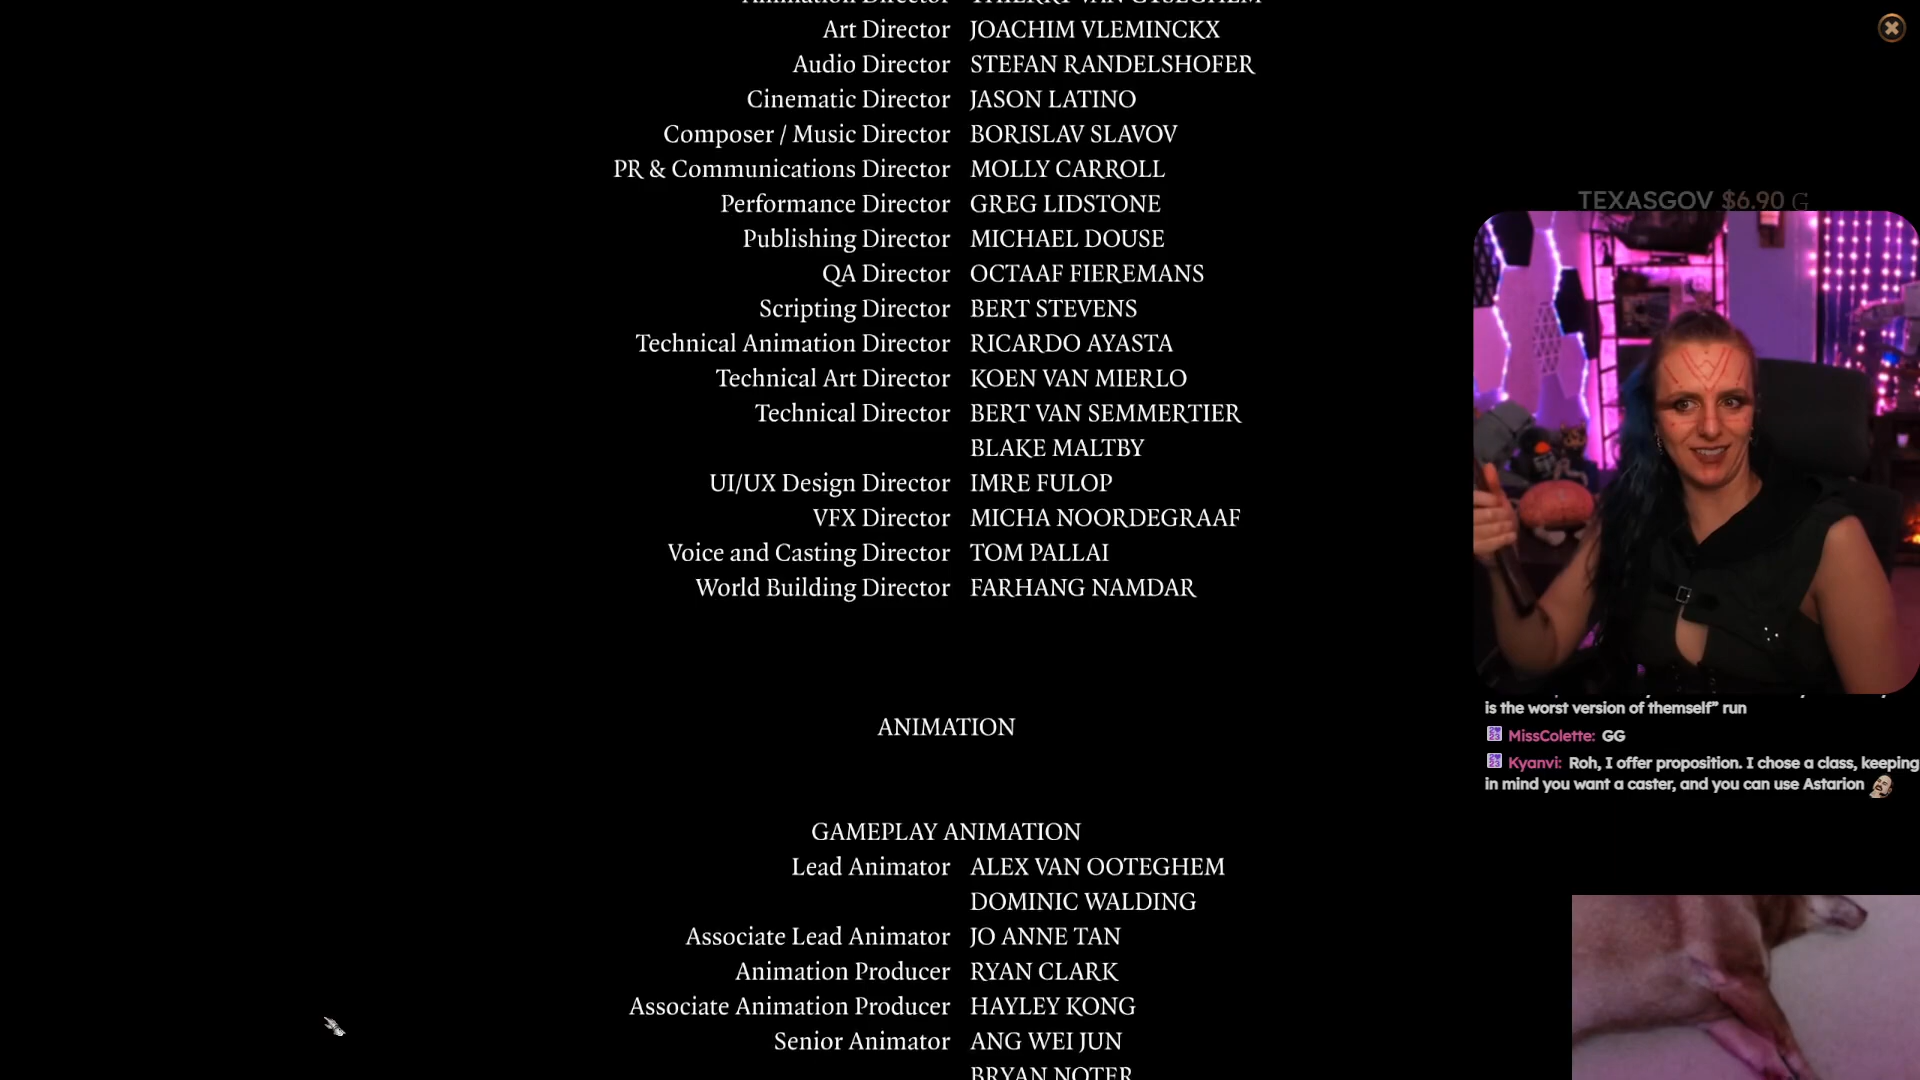 Art Director JOACHIM VLEMINCKX
Audio Director STEFAN RANDELSHOFER
Cinematic Director JASON LATINO
Composer / Music Director BORISLAV SLAVOV
PR & Communications Director MOLLY CARROLL
Performance Director GREG LIDSTONE
Publishing Director MICHAEL DOUSE
QA Director OCTAAF FIEREMANS
Scripting Director BERT STEVENS
Technical Animation Director RICARDO AYASTA
Technical Art Director KOEN VAN MIERLO
Technical Director BERT VAN SEMMERTIER
BLAKE MALTBY
UI/UX Design Director IMRE FULOP
VFX Director MICHA NOORDEGRAAF
Voice and Casting Director TOM PALLAI
World Building Director FARHANG NAMDAR
ANIMATION
GAMEPLAY ANIMATION
Lead Animator ALEX VAN OOTEGHEM
DOMINIC WALDING
Associate Lead Animator JO ANNE TAN
Animation Producer RYAN CLARK
Associate Animation Producer HAYLEY KONG
Senior Animator ANG WEI JUN
BRYAN NOTER
TEXASGOV $6.90 G
is the worst version of themself" run
MissColette: GG
Kyanvi: Roh, I offer proposition. I chose a class, keeping
in mind you want a caster, and you can use Astarion